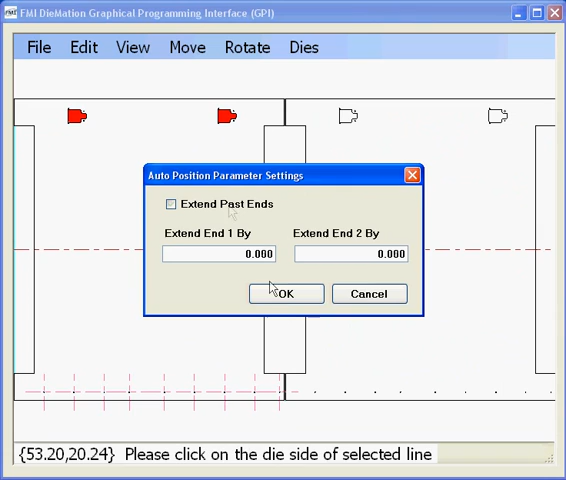 FMI FMI DieMation Graphical Programming Interface (GPI)
File Edit View Move Rotate Dies
Auto Position Parameter Settings
Extend Past Ends
Extend End 1 By Extend End 2 By
0.000 0.000
OK Cancel
{53.20,20.24} Please click on the die side of selected line